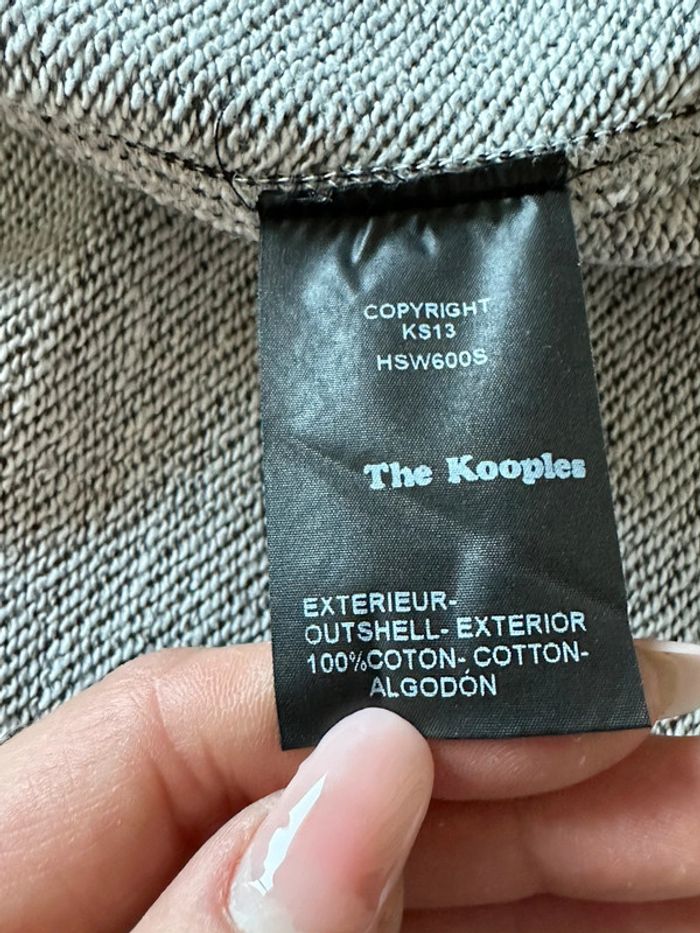 COPYRIGHT
KS13
HSW600S
The Kooples
EXTERIEUR-
OUTSHELL- EXTERIOR
100%COTON- COTTON-
ALGODÓN